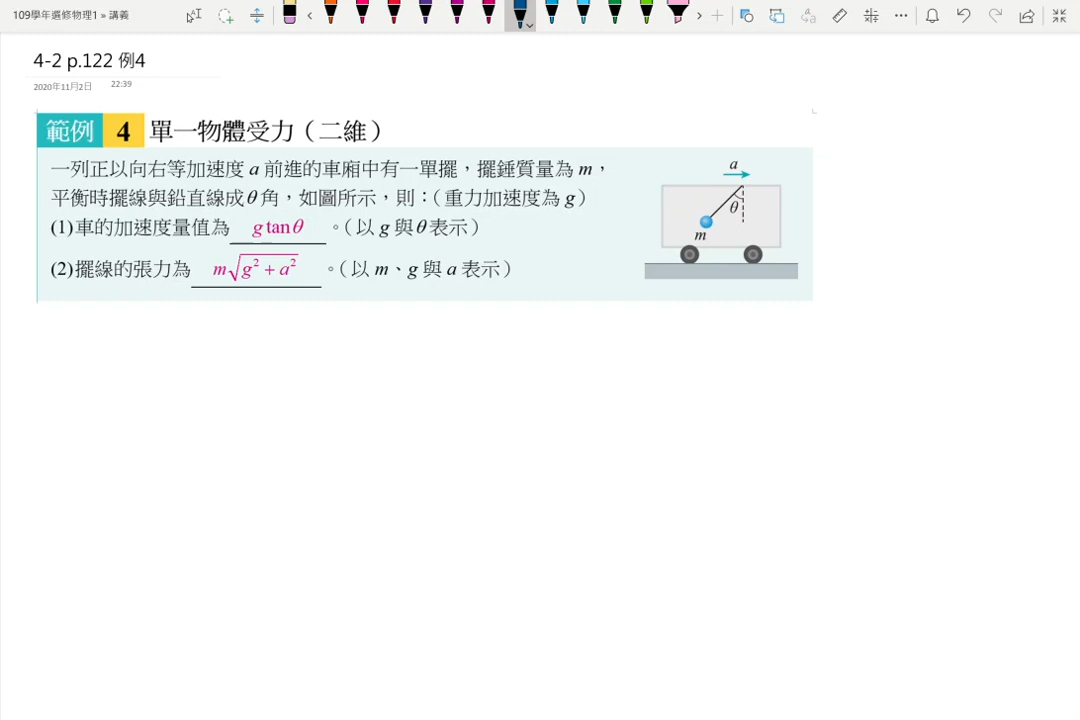 109學年選修物理1 » 講義
4-2 p.122 例4
2020年11月2日 22:39
範例 4 單一物體受力(二維)
一列正以向右等加速度 a 前進的車廂中有一單擺,擺錘質量為 m,
平衡時擺線與鉛直線成θ角,如圖所示,則:(重力加速度為 g)
(1)車的加速度量值為 g tanθ 。(以 g 與θ表示)
(2)擺線的張力為 m√(g² + a²) 。(以 m、g 與 a 表示)
a
θ
m